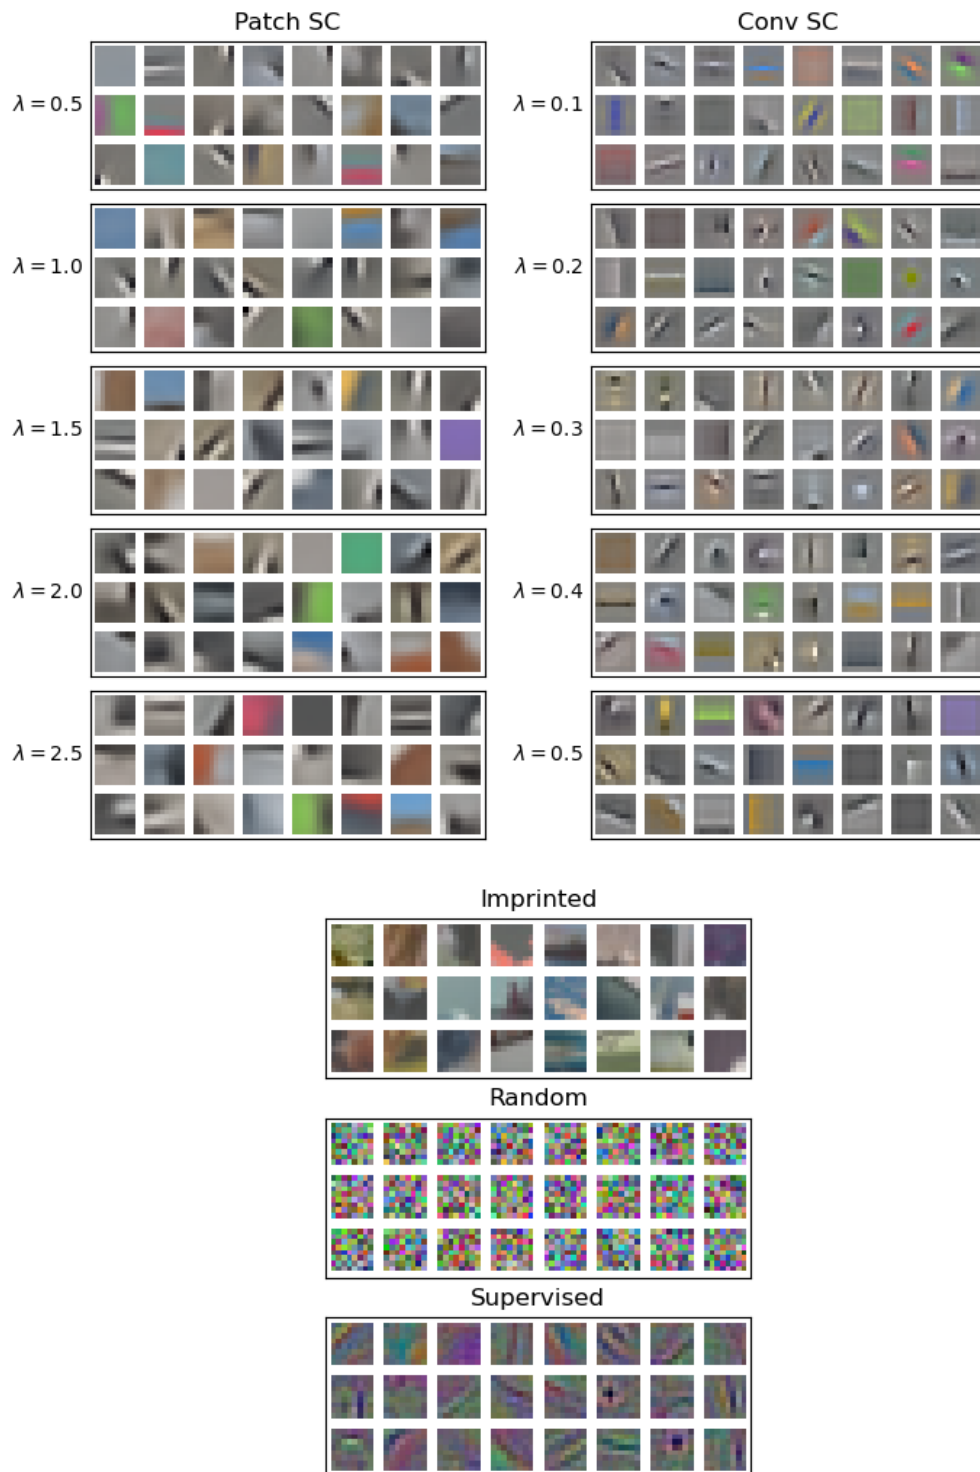 Patch SC
λ = 0.5
λ = 1.0
λ = 1.5
λ = 2.0
λ = 2.5
Conv SC
λ = 0.1
λ = 0.2
λ = 0.3
λ = 0.4
λ = 0.5
Imprinted
Random
Supervised